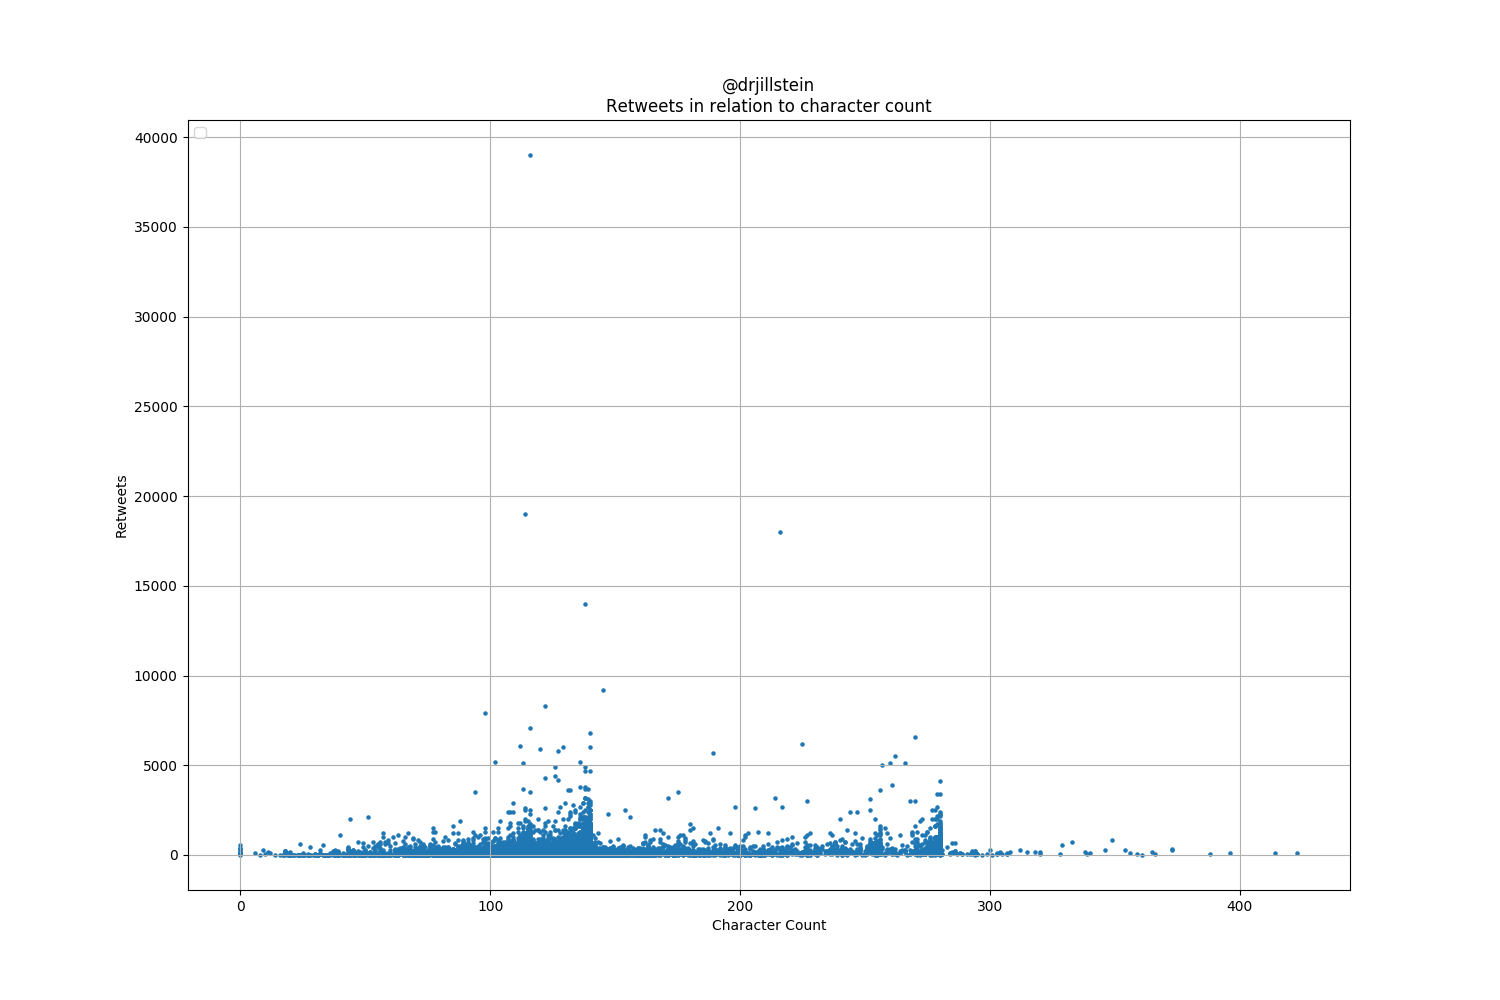 @drjillstein
Retweets in relation to character count
40000
35000
30000
25000
20000
15000
10000
5000
0
Retweets
0 100 200 300 400
Character Count